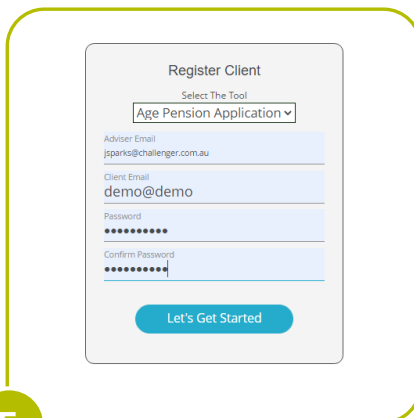 Register Client
Select The Tool
Age Pension Application
Adviser Email
jsparks@challenger.com.au
Client Email
demo@demo
Password
••••••••••
Confirm Password
••••••••••
Let's Get Started